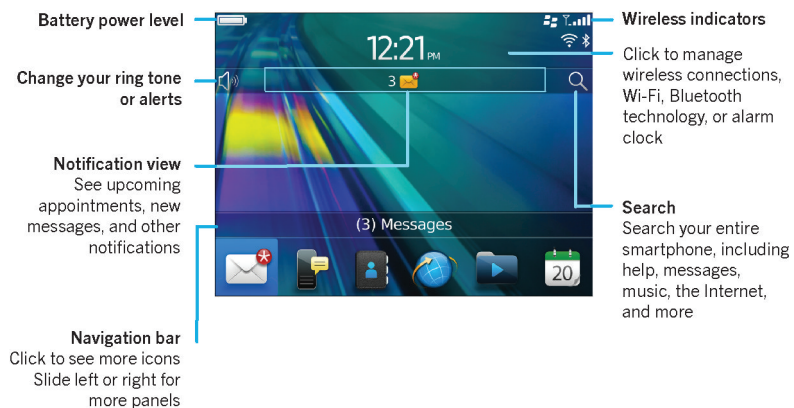 Battery power level
Change your ring tone
or alerts
Notification view
See upcoming
appointments, new
messages, and other
notifications
Navigation bar
Click to see more icons
Slide left or right for
more panels
12:21 PM
3
(3) Messages
20
Wireless indicators
Click to manage
wireless connections,
Wi-Fi, Bluetooth
technology, or alarm
clock
Search
Search your entire
smartphone, including
help, messages,
music, the Internet,
and more